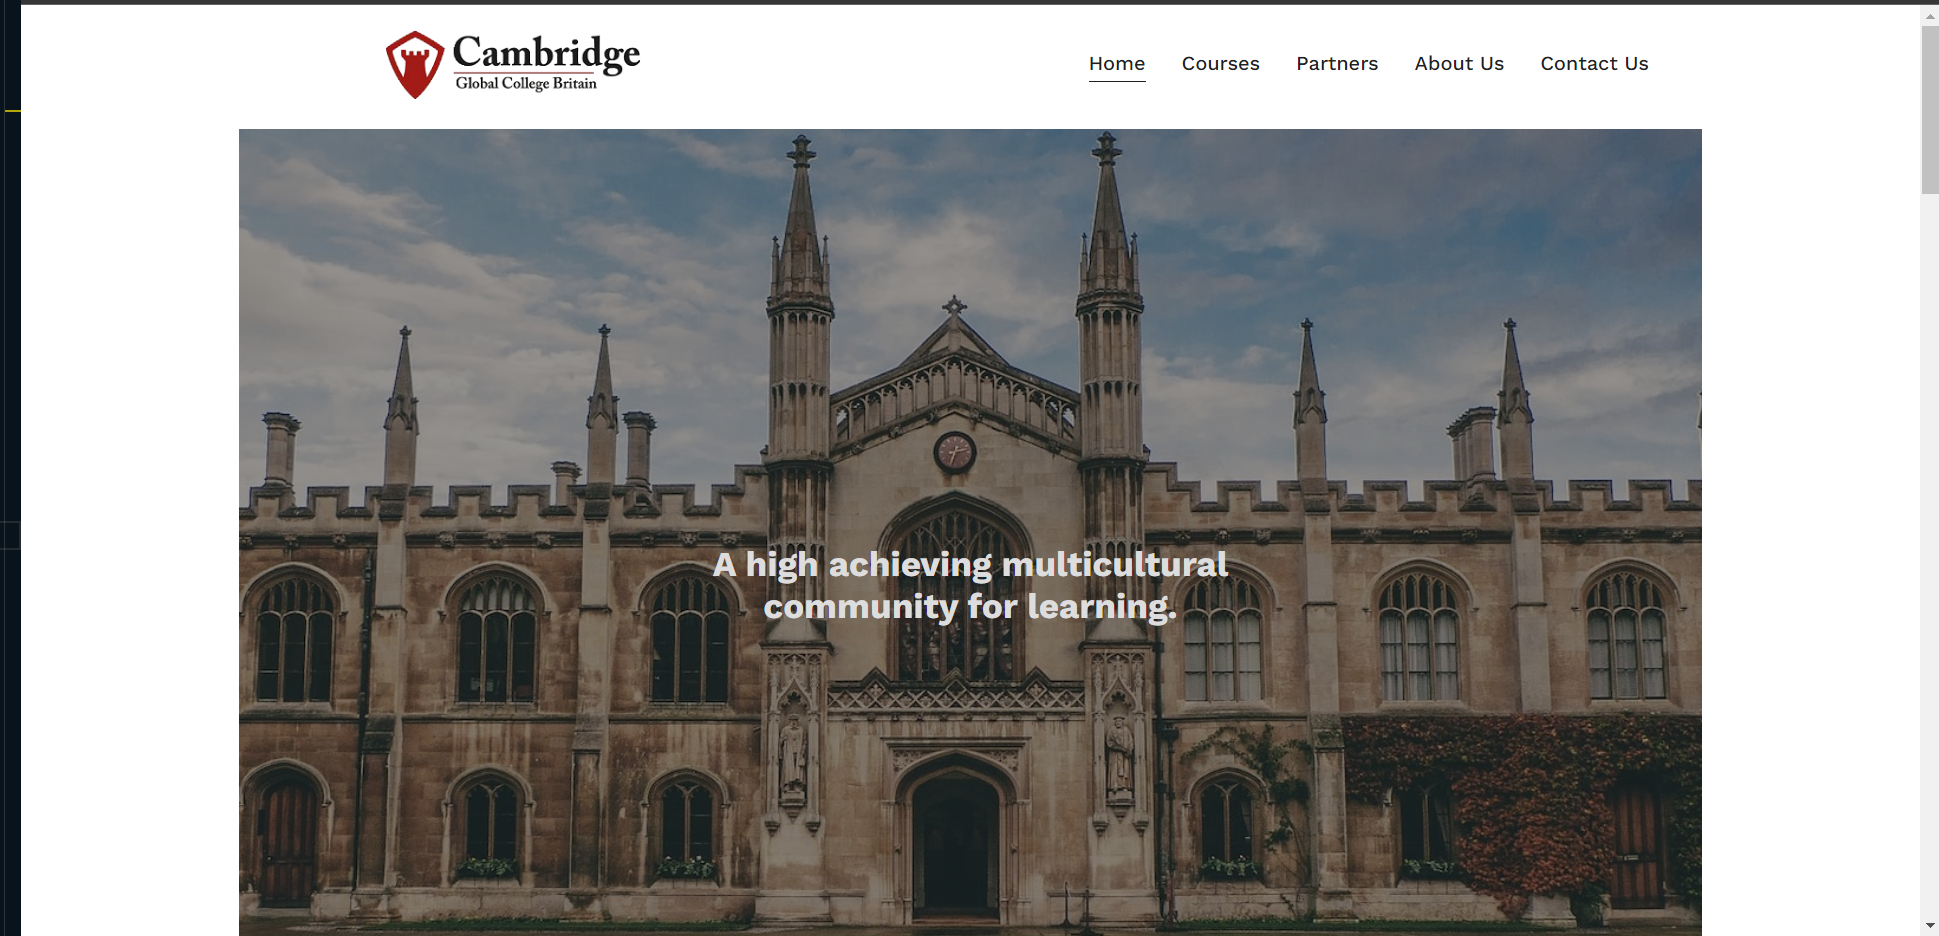 Cambridge
Global College Britain
Home Courses Partners About Us Contact Us
A high achieving multicultural
community for learning.